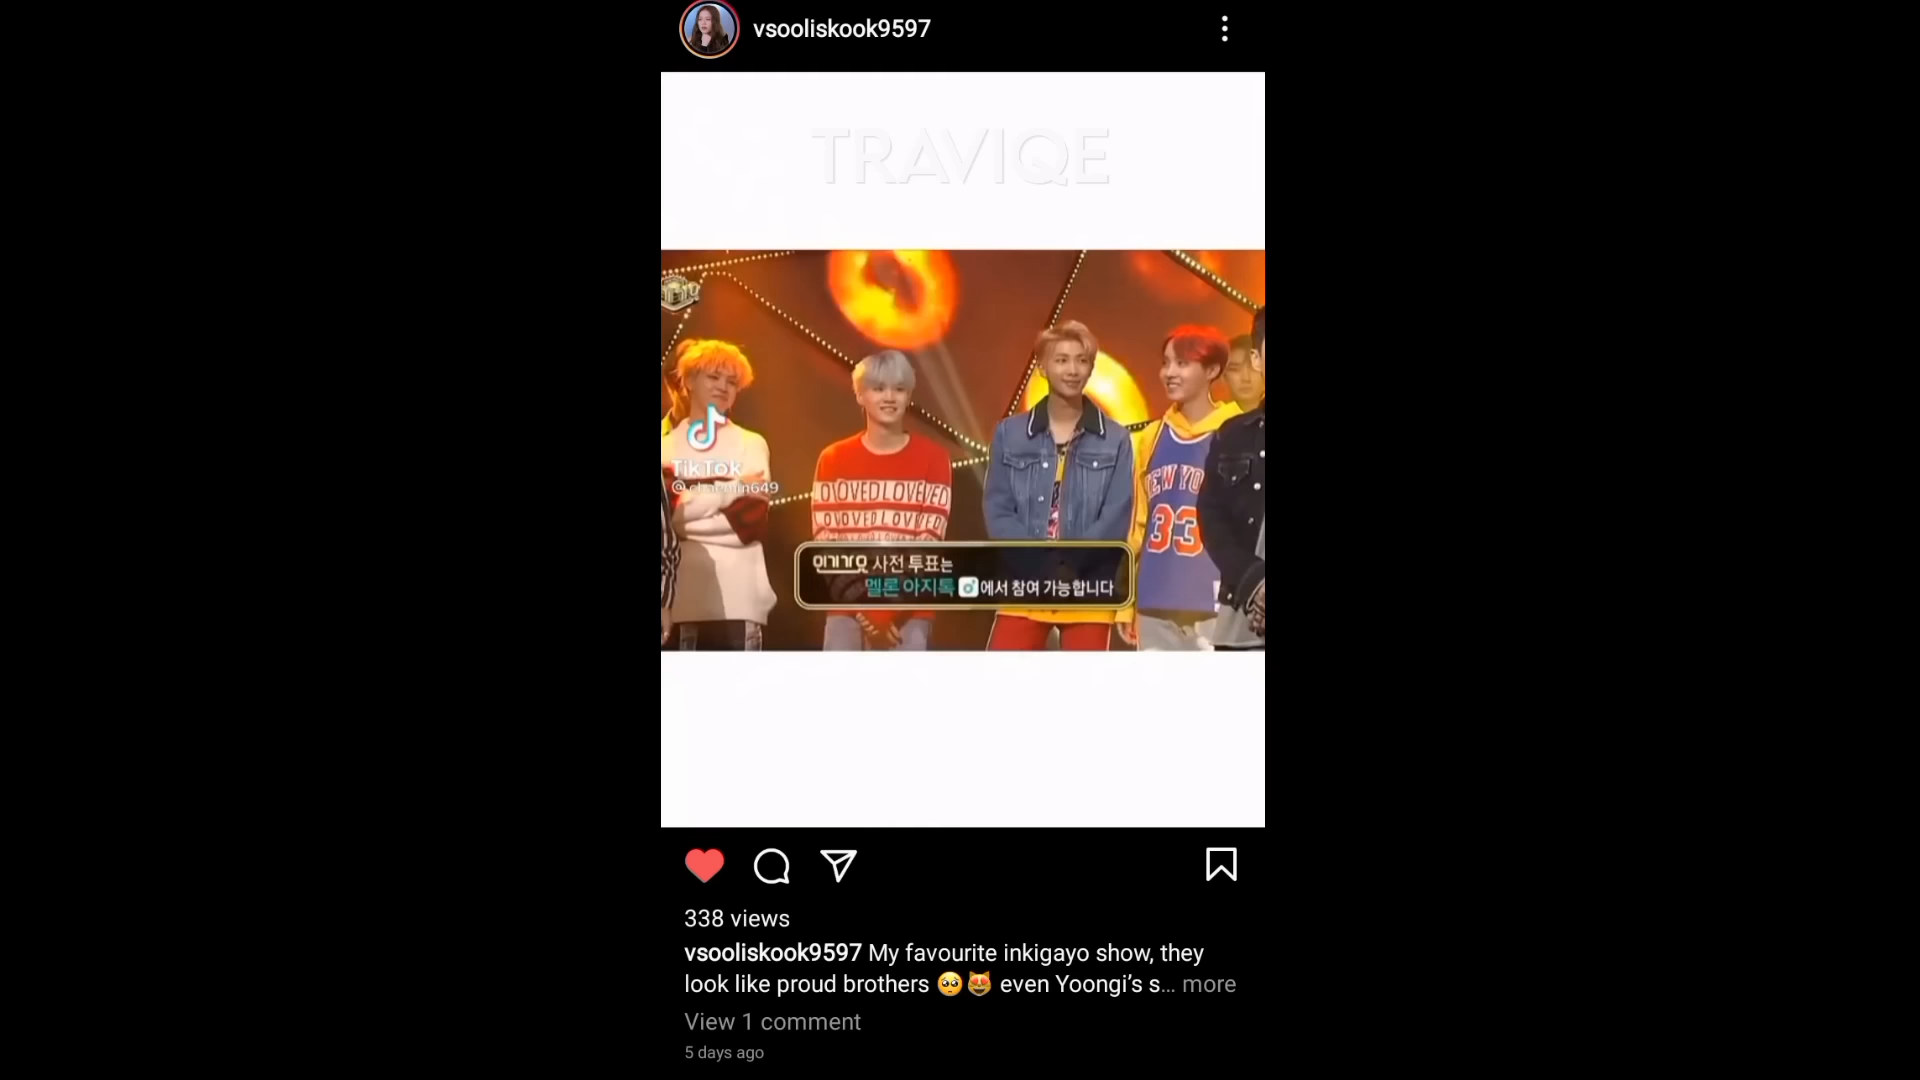 vsooliskook9597
TRAVIQE
TikTok
LOVEDLOVEVED
NEW YO
33
인기가요 사전 투표는
멜론 아지톡 에서 참여 가능합니다
338 views
vsooliskook9597 My favourite inkigayo show, they
look like proud brothers 🥺😻 even Yoongi’s s... more
View 1 comment
5 days ago